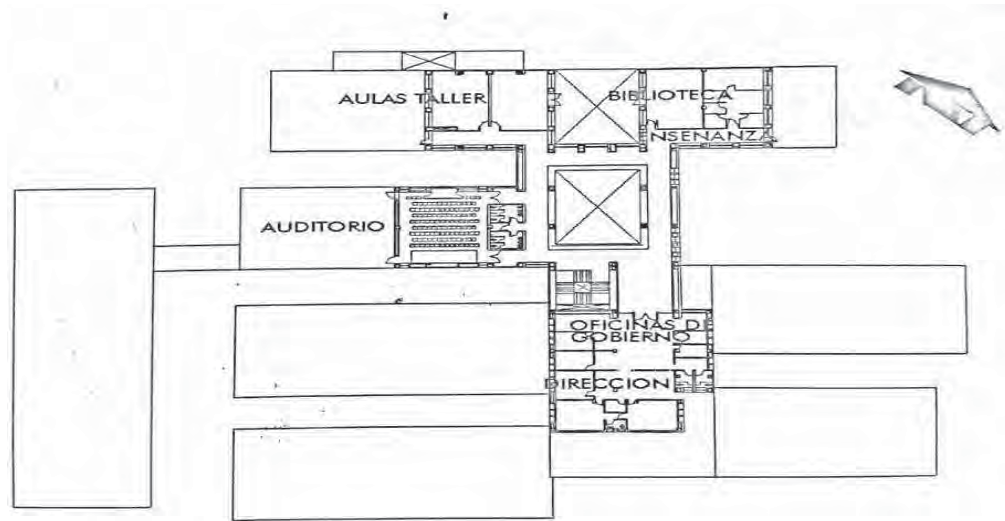 AULAS TALLER
BIBLIOTECA
NSENANZA
AUDITORIO
OFICINAS DE
GOBIERNO
DIRECCION